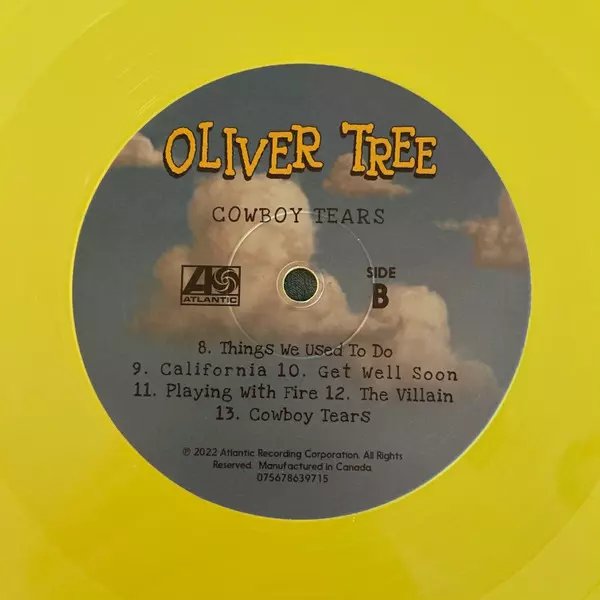 OLIVER TREE
COWBOY TEARS
ATLANTIC
SIDE
B
8. Things We Used To Do
9. California 10. Get Well Soon
11. Playing With Fire 12. The Villain
13. Cowboy Tears
℗ 2022 Atlantic Recording Corporation. All Rights
Reserved. Manufactured in Canada.
075678639715